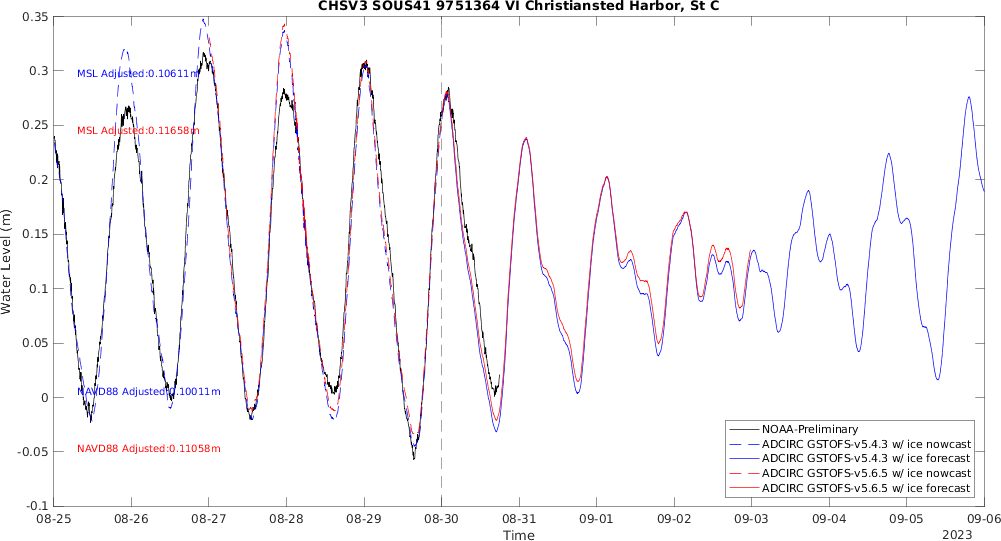 CHSV3 SOUS41 9751364 VI Christiansted Harbor, St C
0.35
0.3
0.25
0.2
0.15
0.1
0.05
0
-0.05
-0.1
Water Level (m)
MSL Adjusted:0.10611m
MSL Adjusted:0.11658m
NAVD88 Adjusted:0.10011m
NAVD88 Adjusted:0.11058m
NOAA-Preliminary
ADCIRC GSTOFS-v5.4.3 w/ ice nowcast
ADCIRC GSTOFS-v5.4.3 w/ ice forecast
ADCIRC GSTOFS-v5.6.5 w/ ice nowcast
ADCIRC GSTOFS-v5.6.5 w/ ice forecast
08-25 08-26 08-27 08-28 08-29 08-30 08-31 09-01 09-02 09-03 09-04 09-05 09-06
Time
2023